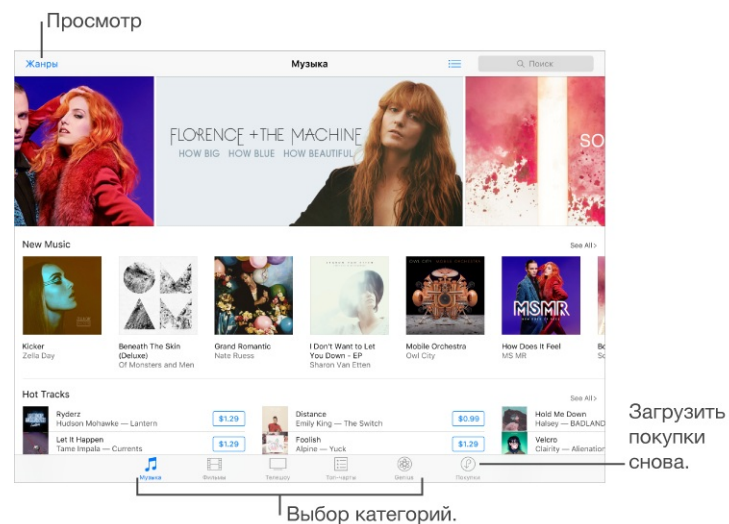 Просмотр
Жанры
Музыка
Поиск
FLORENCE + THE MACHINE
HOW BIG HOW BLUE HOW BEAUTIFUL
SO
New Music
See All >
MSMR
Kicker
Zella Day
Beneath The Skin
(Deluxe)
Of Monsters and Men
Grand Romantic
Nate Ruess
I Don't Want to Let
You Down - EP
Sharon Van Etten
Mobile Orchestra
Owl City
How Does It Feel
MS MR
Hot Tracks
See All >
Ryderz
Hudson Mohawke — Lantern
$1.29
Distance
Emily King — The Switch
$0.99
Hold Me Down
Halsey — BADLAND
Let It Happen
Tame Impala — Currents
$1.29
Foolish
Alpine — Yuck
$1.29
Velcro
Clairity — Alienation
Музыка
Фильмы
Телешоу
Топ-чарты
Genius
Покупки
Загрузить
покупки
снова.
Выбор категорий.